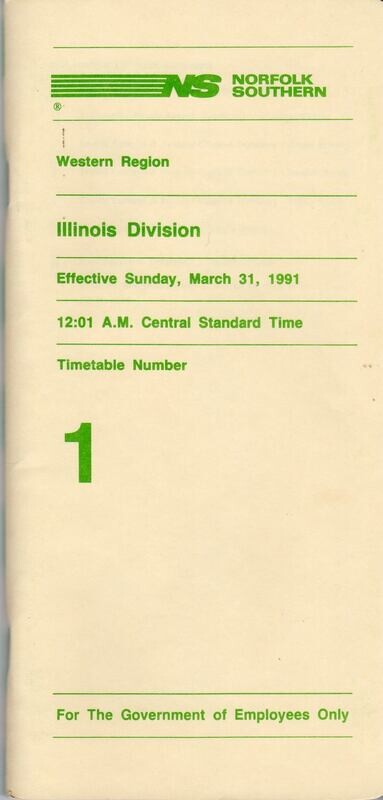 NS NORFOLK
SOUTHERN
®
Western Region
Illinois Division
Effective Sunday, March 31, 1991
12:01 A.M. Central Standard Time
Timetable Number
1
For The Government of Employees Only